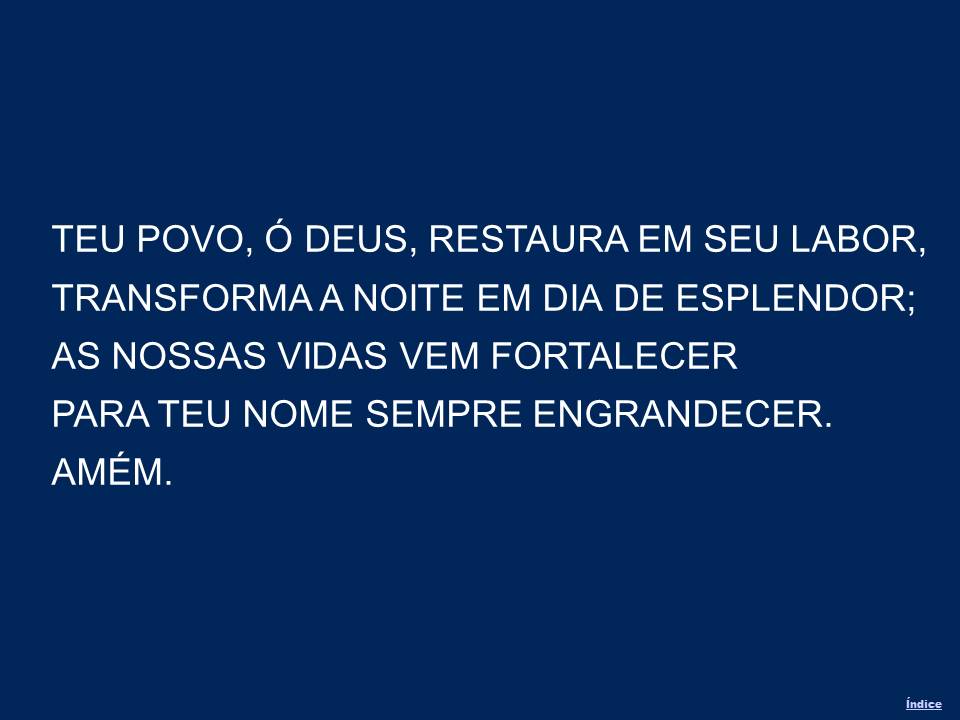 TEU POVO, Ó DEUS, RESTAURA EM SEU LABOR,
TRANSFORMA A NOITE EM DIA DE ESPLENDOR;
AS NOSSAS VIDAS VEM FORTALECER
PARA TEU NOME SEMPRE ENGRANDECER.
AMÉM.
Índice